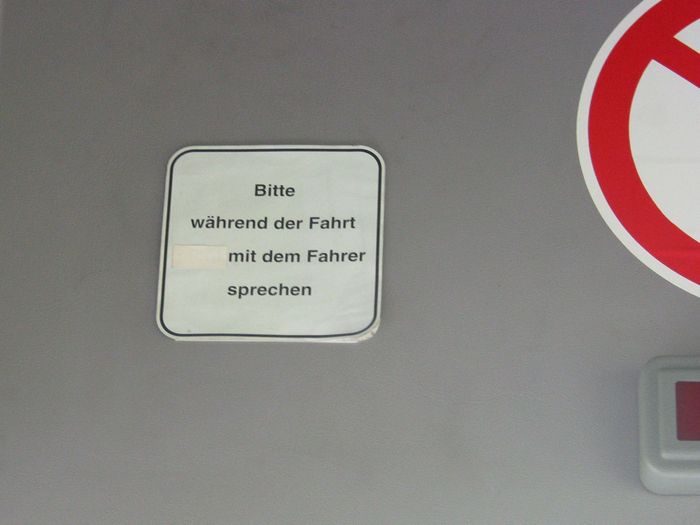 Bitte
während der Fahrt
mit dem Fahrer
sprechen